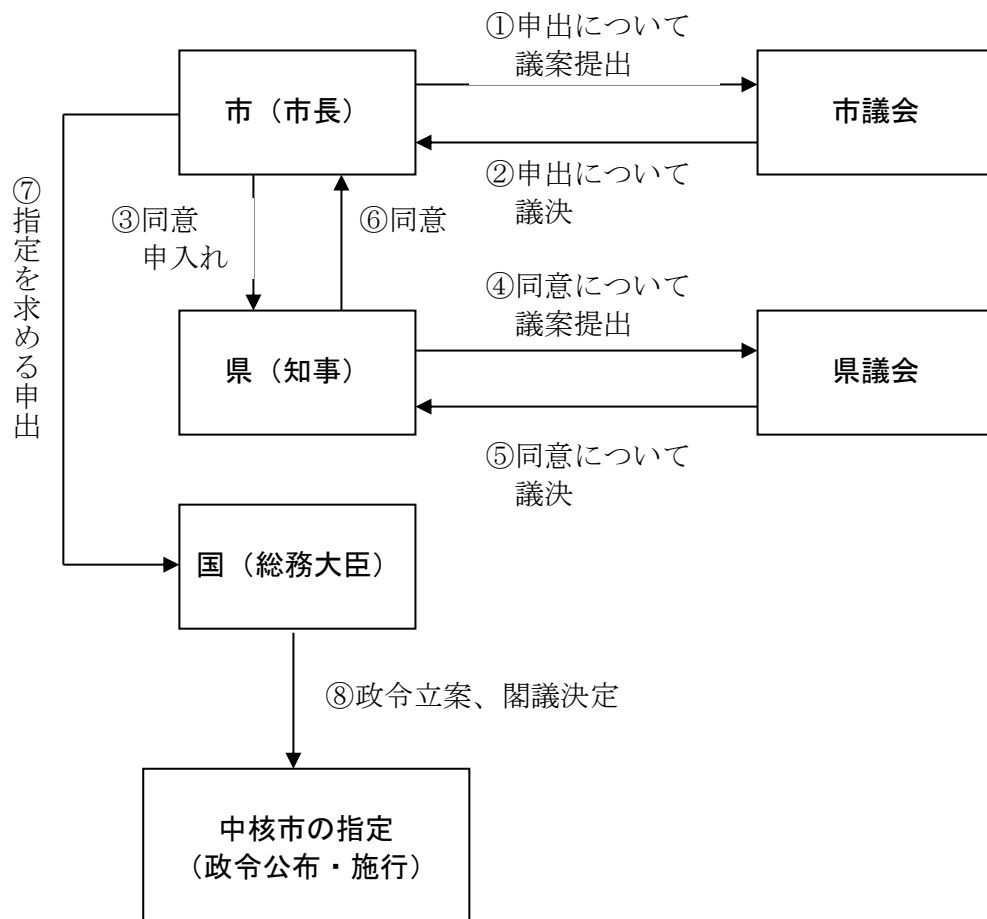 ①申出について
議案提出
市（市長）
市議会
②申出について
議決
③同意
申入れ
⑥同意
⑦指定を求める申出
④同意について
議案提出
県（知事）
県議会
⑤同意について
議決
国（総務大臣）
⑧政令立案、閣議決定
中核市の指定
（政令公布・施行）